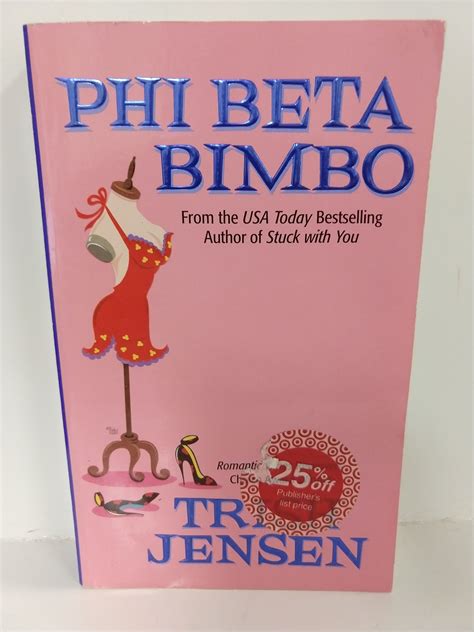 PHI BETA
BIMBO
From the USA Today Bestselling
Author of Stuck with You
Romantic
25% off
Publisher's
list price
JENSEN